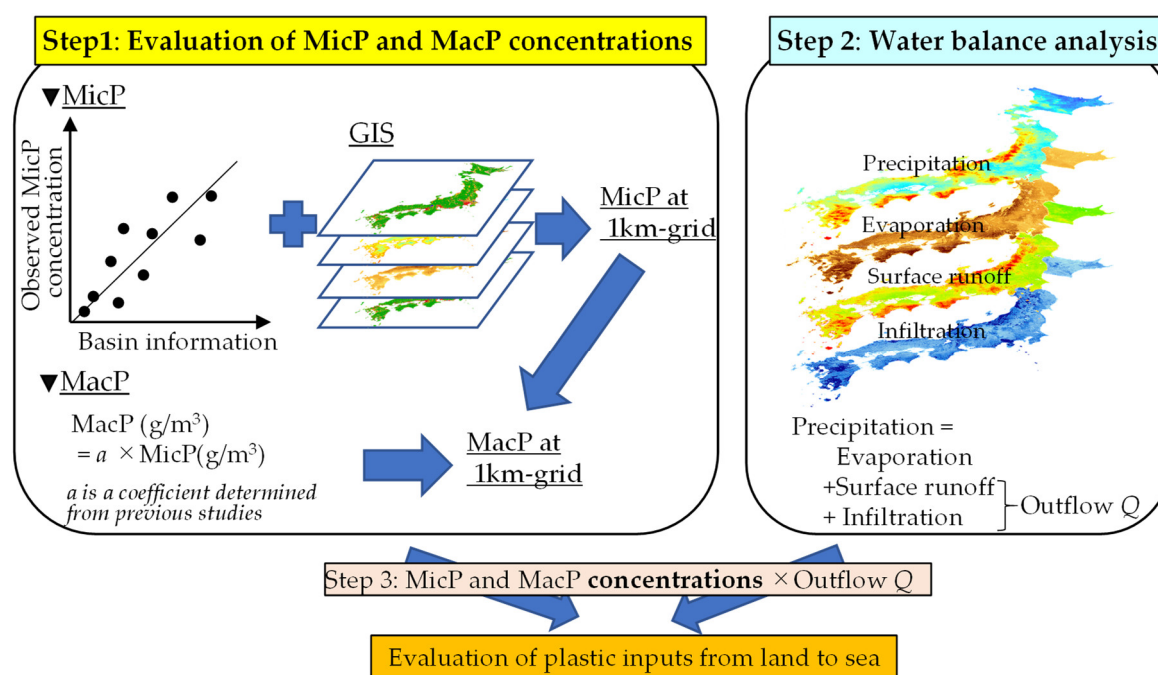 Step1: Evaluation of MicP and MacP concentrations
▼MicP
Observed MicP
concentration
Basin information
GIS
MicP at
1km-grid
▼MacP
MacP (g/m³)
= a ×MicP(g/m³)
a is a coefficient determined
from previous studies
MacP at
1km-grid
Step 2: Water balance analysis
Precipitation
Evaporation
Surface runoff
Infiltration
Precipitation =
Evaporation
+Surface runoff
+ Infiltration
Outflow Q
Step 3: MicP and MacP concentrations ×Outflow Q
Evaluation of plastic inputs from land to sea